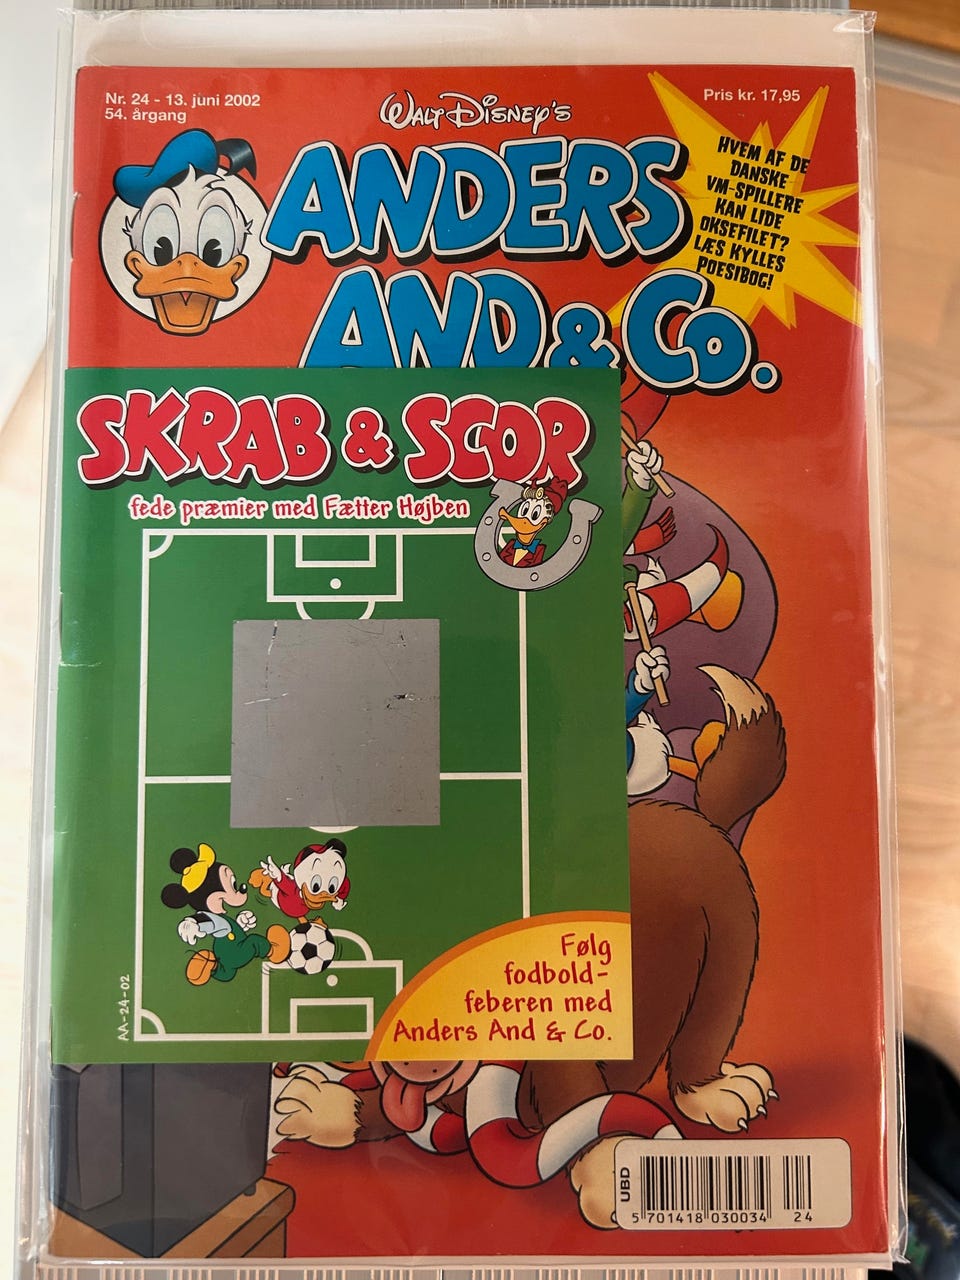 Nr. 24 - 13. juni 2002
54. årgang
Walt Disney's
Pris kr. 17,95
ANDERS
AND & Co.
HVEM AF DE
DANSKE
VM-SPILLERE
KAN LIDE
OKSEFILET?
LÆS KYLLES
POESIBOG!
SKRAB & SCOR
fede præmier med Fætter Højben
Følg
fodbold-
feberen med
Anders And & Co.
AA-24-02
UBD
5 701418 030034 24